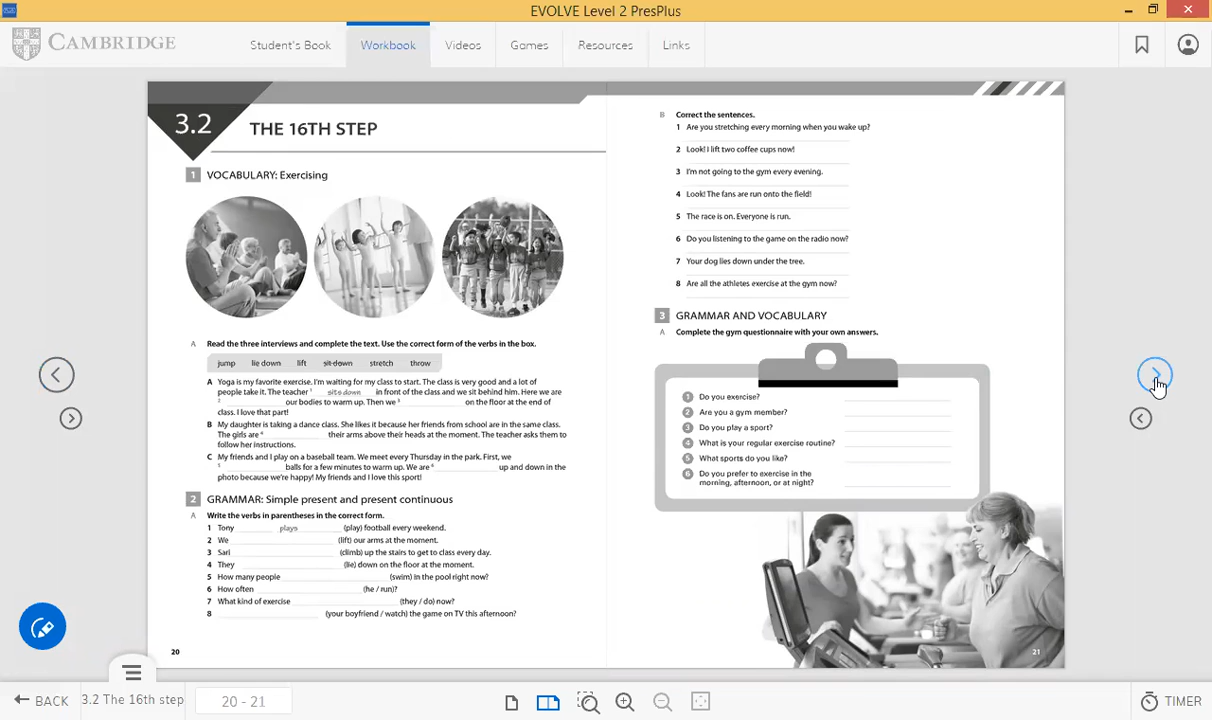 EVOLVE Level 2 PresPlus
CAMBRIDGE
Student's Book
Workbook
Videos
Games
Resources
Links
3.2
THE 16TH STEP
1 VOCABULARY: Exercising
A Read the three interviews and complete the text. Use the correct form of the verbs in the box.
jump lie down lift sit down stretch throw
A Yoga is my favorite exercise. I'm waiting for my class to start. The class is very good and a lot of
people take it. The teacher 1 sits down in front of the class and we sit behind him. Here we are
2 our bodies to warm up. Then we 3 on the floor at the end of
class. I love that part!
B My daughter is taking a dance class. She likes it because her friends from school are in the same class.
The girls are 4 their arms above their heads at the moment. The teacher asks them to
follow her instructions.
C My friends and I play on a baseball team. We meet every Thursday in the park. First, we
5 balls for a few minutes to warm up. We are 6 up and down in the
photo because we're happy! My friends and I love this sport!
2 GRAMMAR: Simple present and present continuous
A Write the verbs in parentheses in the correct form.
1 Tony plays (play) football every weekend.
2 We (lift) our arms at the moment.
3 Sari (climb) up the stairs to get to class every day.
4 They (lie) down on the floor at the moment.
5 How many people (swim) in the pool right now?
6 How often (he / run)?
7 What kind of exercise (they / do) now?
8 (your boyfriend / watch) the game on TV this afternoon?
20
B Correct the sentences.
1 Are you stretching every morning when you wake up?
2 Look! I lift two coffee cups now!
3 I'm not going to the gym every evening.
4 Look! The fans are run onto the field!
5 The race is on. Everyone is run.
6 Do you listening to the game on the radio now?
7 Your dog lies down under the tree.
8 Are all the athletes exercise at the gym now?
3 GRAMMAR AND VOCABULARY
A Complete the gym questionnaire with your own answers.
1 Do you exercise?
2 Are you a gym member?
3 Do you play a sport?
4 What is your regular exercise routine?
5 What sports do you like?
6 Do you prefer to exercise in the
morning, afternoon, or at night?
21
BACK
3.2 The 16th step
20 - 21
TIMER